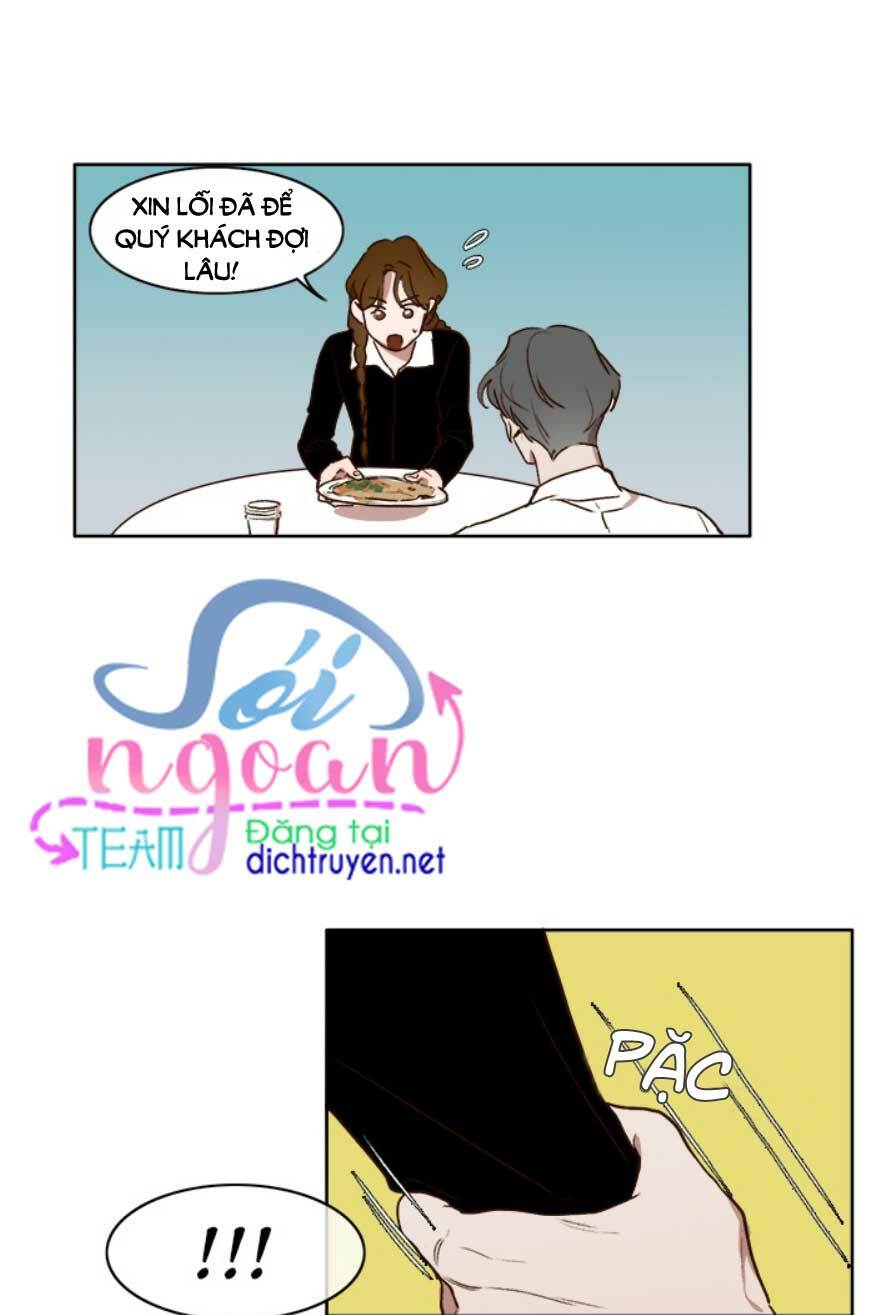 XIN LỖI ĐÃ ĐỂ
QUÝ KHÁCH ĐỢI
LÂU!
Sói
ngoan
TEAM
Đăng tại
dichtruyen.net
PẶC
!!!